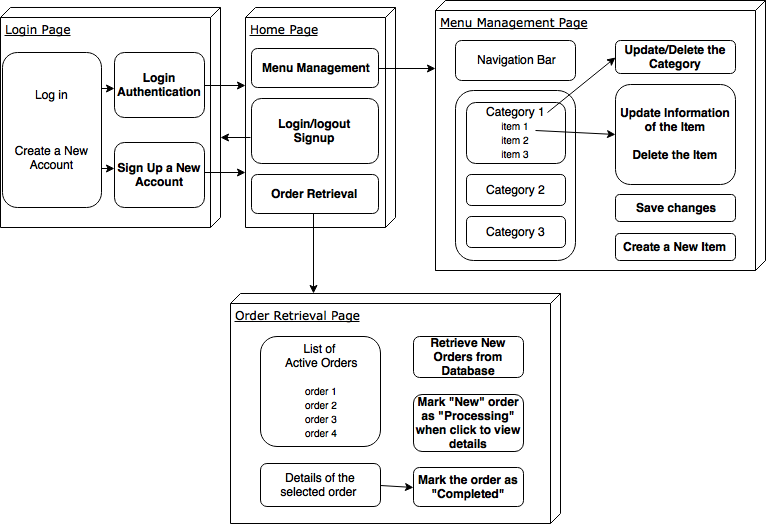 Login Page
Log in
Create a New
Account
Login
Authentication
Sign Up a New
Account
Home Page
Menu Management
Login/logout
Signup
Order Retrieval
Menu Management Page
Navigation Bar
Category 1
item 1
item 2
item 3
Category 2
Category 3
Update/Delete the
Category
Update Information
of the Item
Delete the Item
Save changes
Create a New Item
Order Retrieval Page
List of
Active Orders
order 1
order 2
order 3
order 4
Details of the
selected order
Retrieve New
Orders from
Database
Mark "New" order
as "Processing"
when click to view
details
Mark the order as
"Completed"